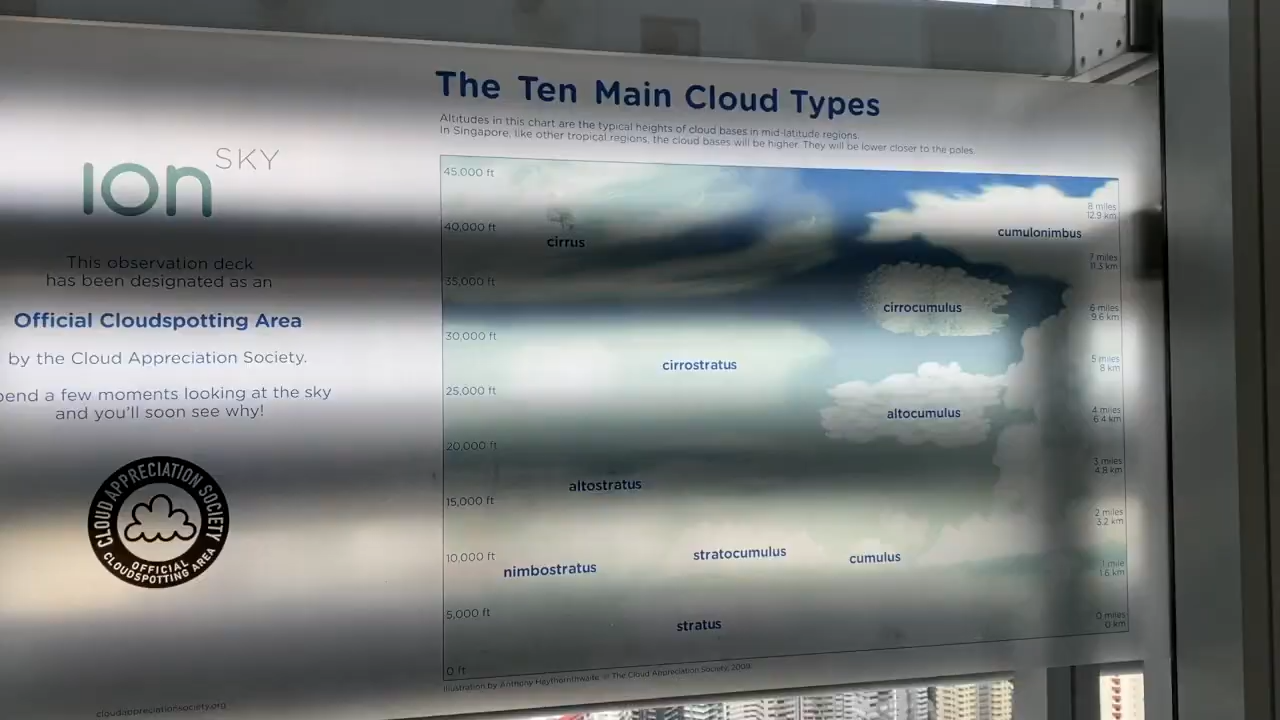 The Ten Main Cloud Types
Altitudes in this chart are the typical heights of cloud bases in mid-latitude regions.
In Singapore, like other tropical regions, the cloud bases will be higher. They will be lower closer to the poles.
ION SKY
This observation deck
has been designated as an
Official Cloudspotting Area
by the Cloud Appreciation Society.
a few moments looking at the sky
and you'll soon see why!
CLOUD APPRECIATION SOCIETY
OFFICIAL
CLOUDSPOTTING AREA
cloudappreciationsociety.org
45,000 ft
40,000 ft
35,000 ft
30,000 ft
25,000 ft
20,000 ft
15,000 ft
10,000 ft
5,000 ft
0 ft
cirrus
cumulonimbus
cirrocumulus
cirrostratus
altocumulus
altostratus
stratocumulus
cumulus
nimbostratus
stratus
8 miles
12.9 km
7 miles
11.3 km
6 miles
9.6 km
5 miles
8 km
4 miles
6.4 km
3 miles
4.8 km
2 miles
3.2 km
1 mile
1.6 km
0 miles
0 km
Illustration by Anthony Haythornthwaite © The Cloud Appreciation Society, 2009